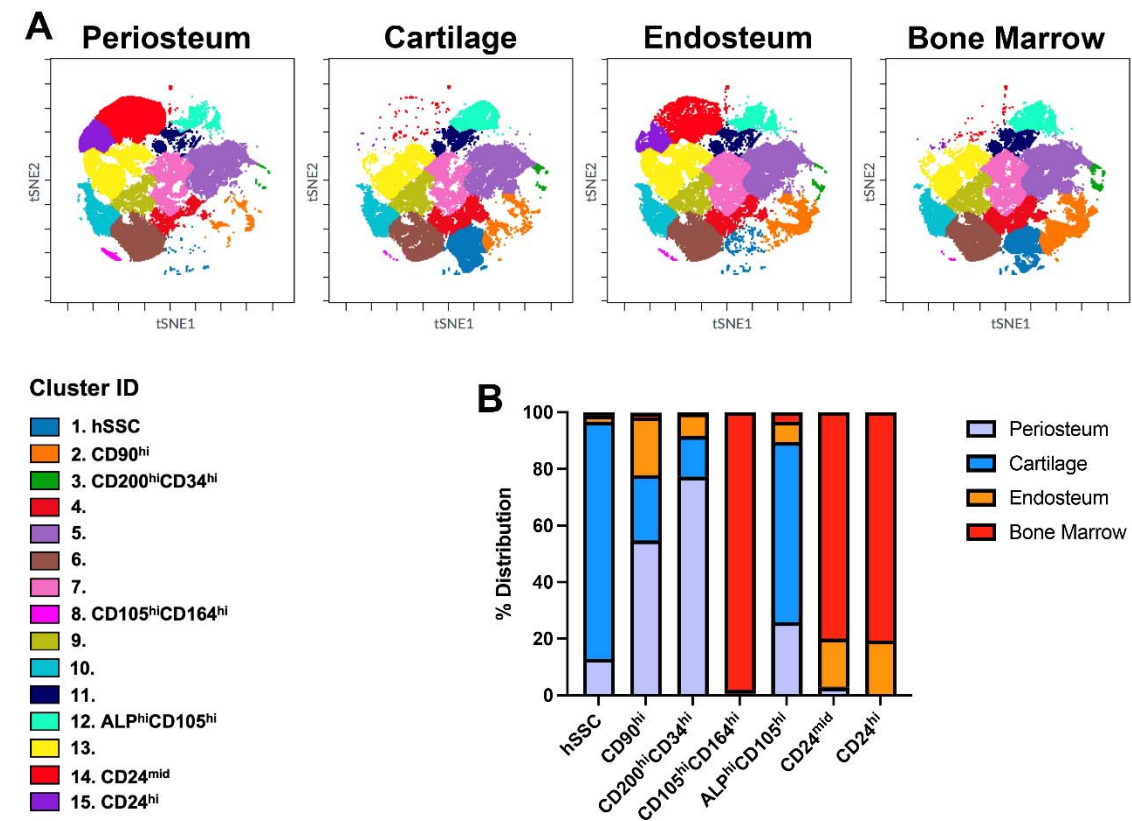 A
Periosteum
Cartilage
Endosteum
Bone Marrow
tSNE2
tSNE2
tSNE2
tSNE2
tSNE1
tSNE1
tSNE1
tSNE1
Cluster ID
1. hSSC
2. CD90hi
3. CD200hiCD34hi
4.
5.
6.
7.
8. CD105hiCD164hi
9.
10.
11.
12. ALPhiCD105hi
13.
14. CD24mid
15. CD24hi
B
% Distribution
100
80
60
40
20
0
hSSC
CD90hi
CD200hiCD34hi
CD105hiCD164hi
ALPhiCD105hi
CD24mid
CD24hi
Periosteum
Cartilage
Endosteum
Bone Marrow